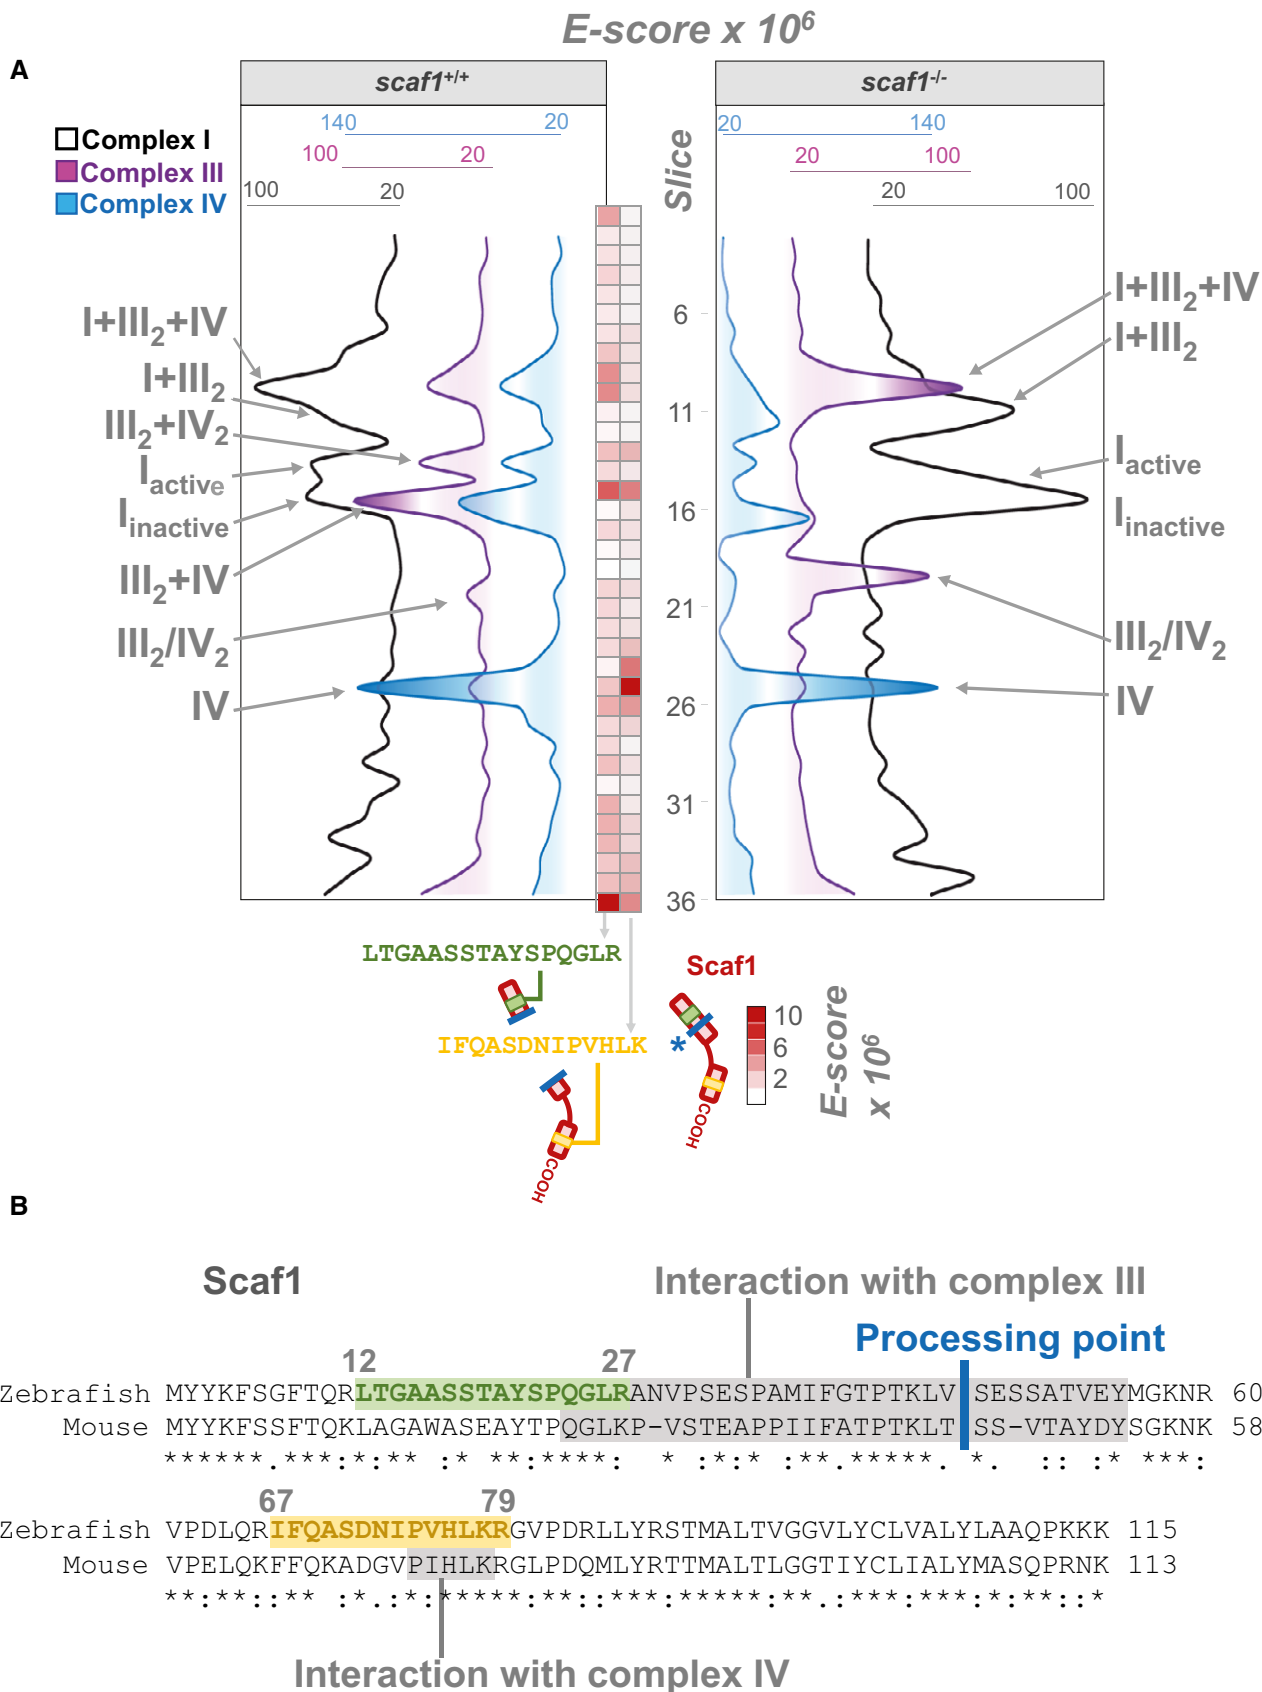 E-score x 10⁶
A
scaf1+/+
scaf1-/-
140 20
20 140
Complex I
Complex III
Complex IV
100 20
20 100
100 20
20 100
Slice
I+III2+IV
I+III2
III2+IV2
Iactive
Iinactive
III2+IV
III2/IV2
IV
6
11
16
21
26
31
36
I+III2+IV
I+III2
Iactive
Iinactive
III2/IV2
IV
LTGAASSTAYSPQGLR
IFQASDNIPVHLK
*
Scaf1
COOH
COOH
10
6
2
E-score
x 10⁶
B
Scaf1
Interaction with complex III
Processing point
12 27
Zebrafish MYYKFSGFTQRLTGAASSTAYSPQGLRANVPSESPAMIFGTPTKLV SESSATVEYMGKNR 60
Mouse MYYKFSSFTQKLAGAWASEAYTPQGLKP-VSTEAPPIIFATPTKLT SS-VTAYDYSGKNK 58
******.***:*:** :* **:****: * :*:* :**.*****. *. :: :* ***:
67 79
Zebrafish VPDLQRIFQASDNIPVHLKRGVPDRLLYRSTMALTVGGVLYCLVALYLAAQPKKK 115
Mouse VPELQKFFQKADGVPIHLKRGLPDQMLYRTTMALTLGGTIYCLIALYMASQPRNK 113
**:**::** :*.:*:*****:**::***:*****:**.:***:***:*:**::*
Interaction with complex IV